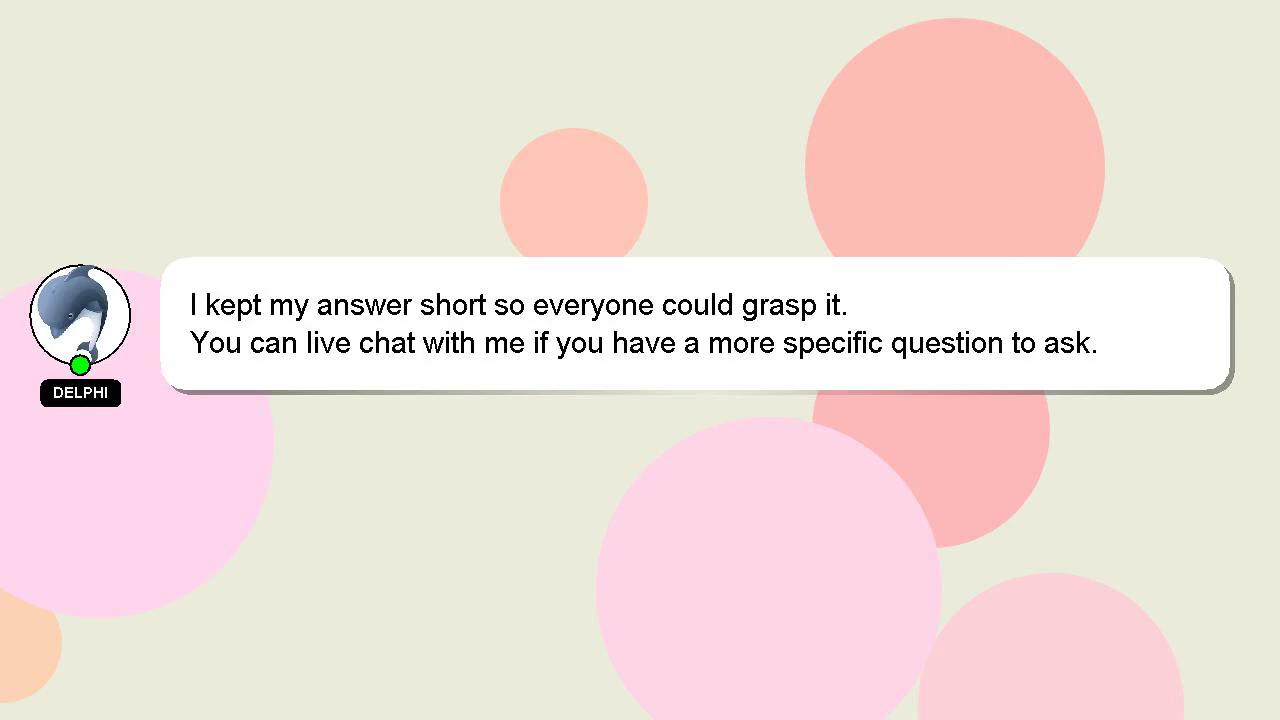 I kept my answer short so everyone could grasp it.
You can live chat with me if you have a more specific question to ask.
DELPHI